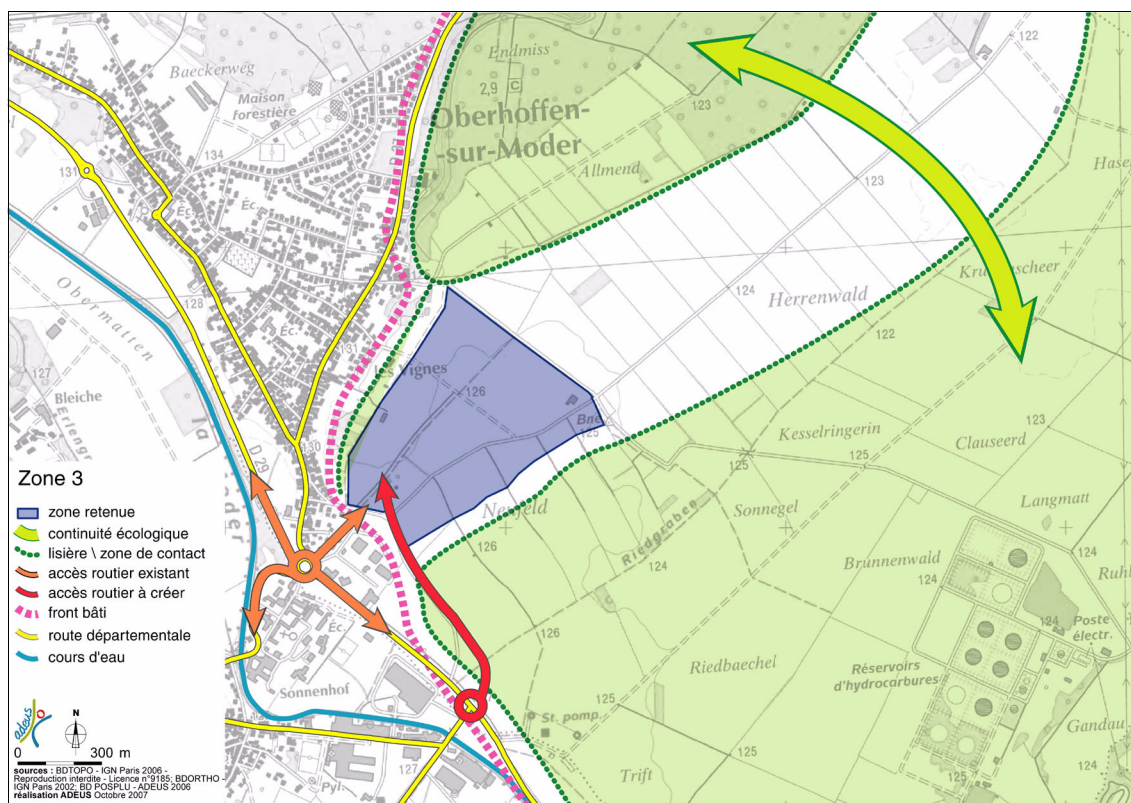 Baeckerweg
Maison
forestière
134
131
Endmiss
2,9 C
Oberhoffen-
-sur-Moder
Allmend
123
122
123
124
Herrenwald
122
123
Éc.
Éc.
Éc.
128
131
Obermatten
127
Bleiche
130
D 29
les Vignes
126
125
Neufeld
126
126
Riedgraben
124
Kesselringerin
125
125
Sonnegel
Clauseerd
Langmatt
Brunnenwald
124
124
124
Poste
électr.
Réservoirs
d'hydrocarbures
Riedbaechel
125
125
St. pomp.
Trift
Gandau
Éc.
Sonnenhof
127
Pyl.
Zone 3
zone retenue
continuité écologique
lisière \ zone de contact
accès routier existant
accès routier à créer
front bâti
route départementale
cours d'eau
adeus
N
0 300 m
sources : BDTOPO - IGN Paris 2006 -
Reproduction interdite - Licence n°9185; BDORTHO -
IGN Paris 2002; BD POSPLU - ADEUS 2006
réalisation ADEUS Octobre 2007